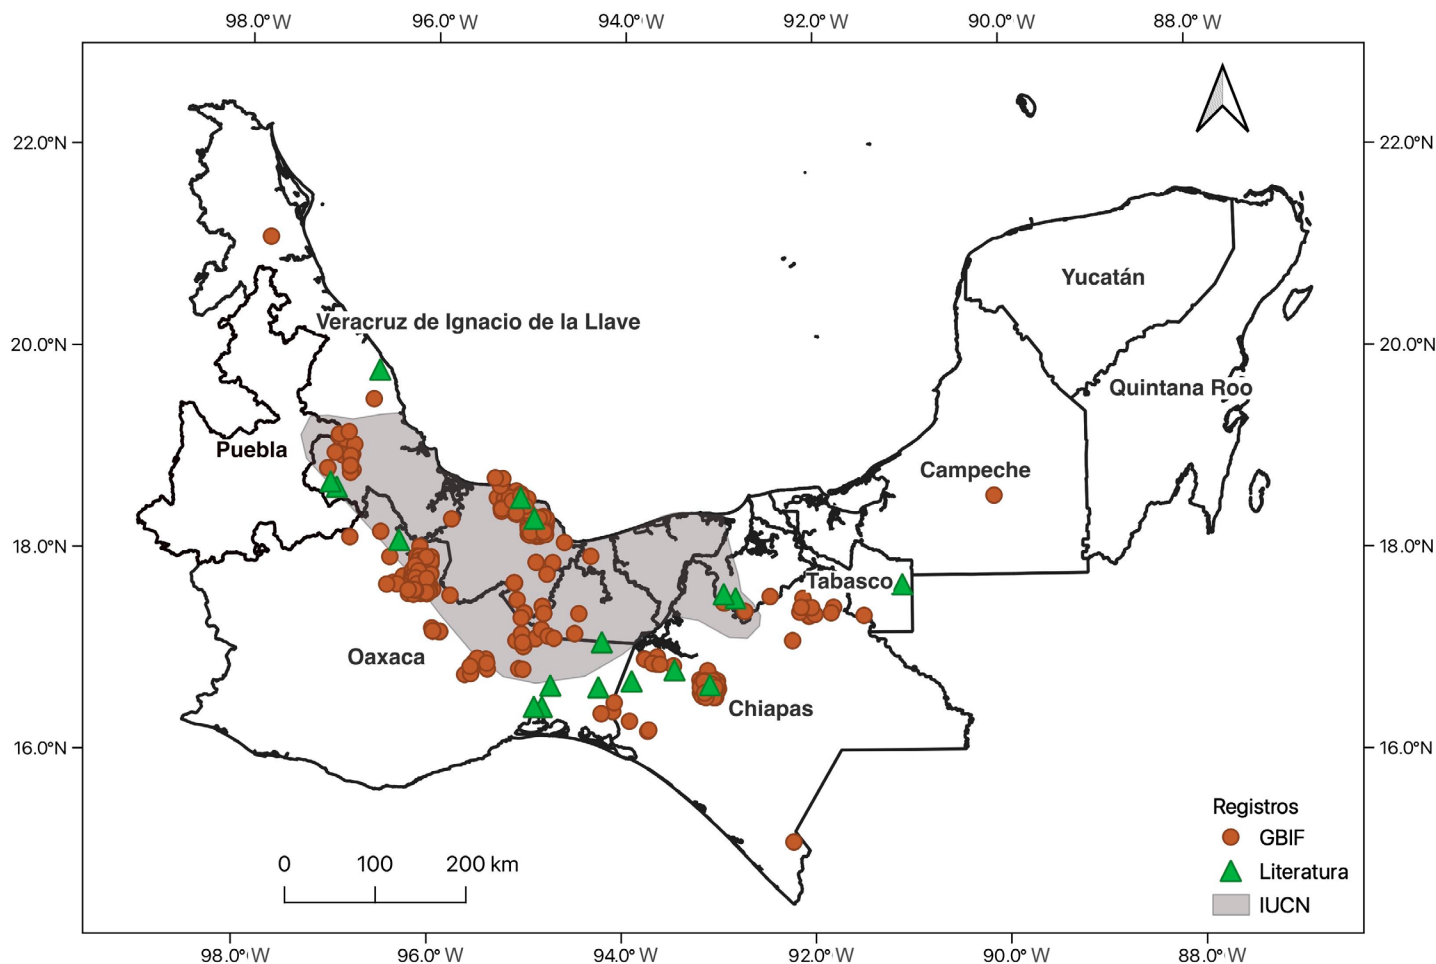 98.0°W 96.0°W 94.0°W 92.0°W 90.0°W 88.0°W
22.0°N 22.0°N
Yucatán
Veracruz de Ignacio de la Llave
20.0°N 20.0°N
Quintana Roo
Puebla
Campeche
18.0°N 18.0°N
Tabasco
Oaxaca
Chiapas
16.0°N 16.0°N
Registros
GBIF
Literatura
IUCN
0 100 200 km
98.0°W 96.0°W 94.0°W 92.0°W 90.0°W 88.0°W